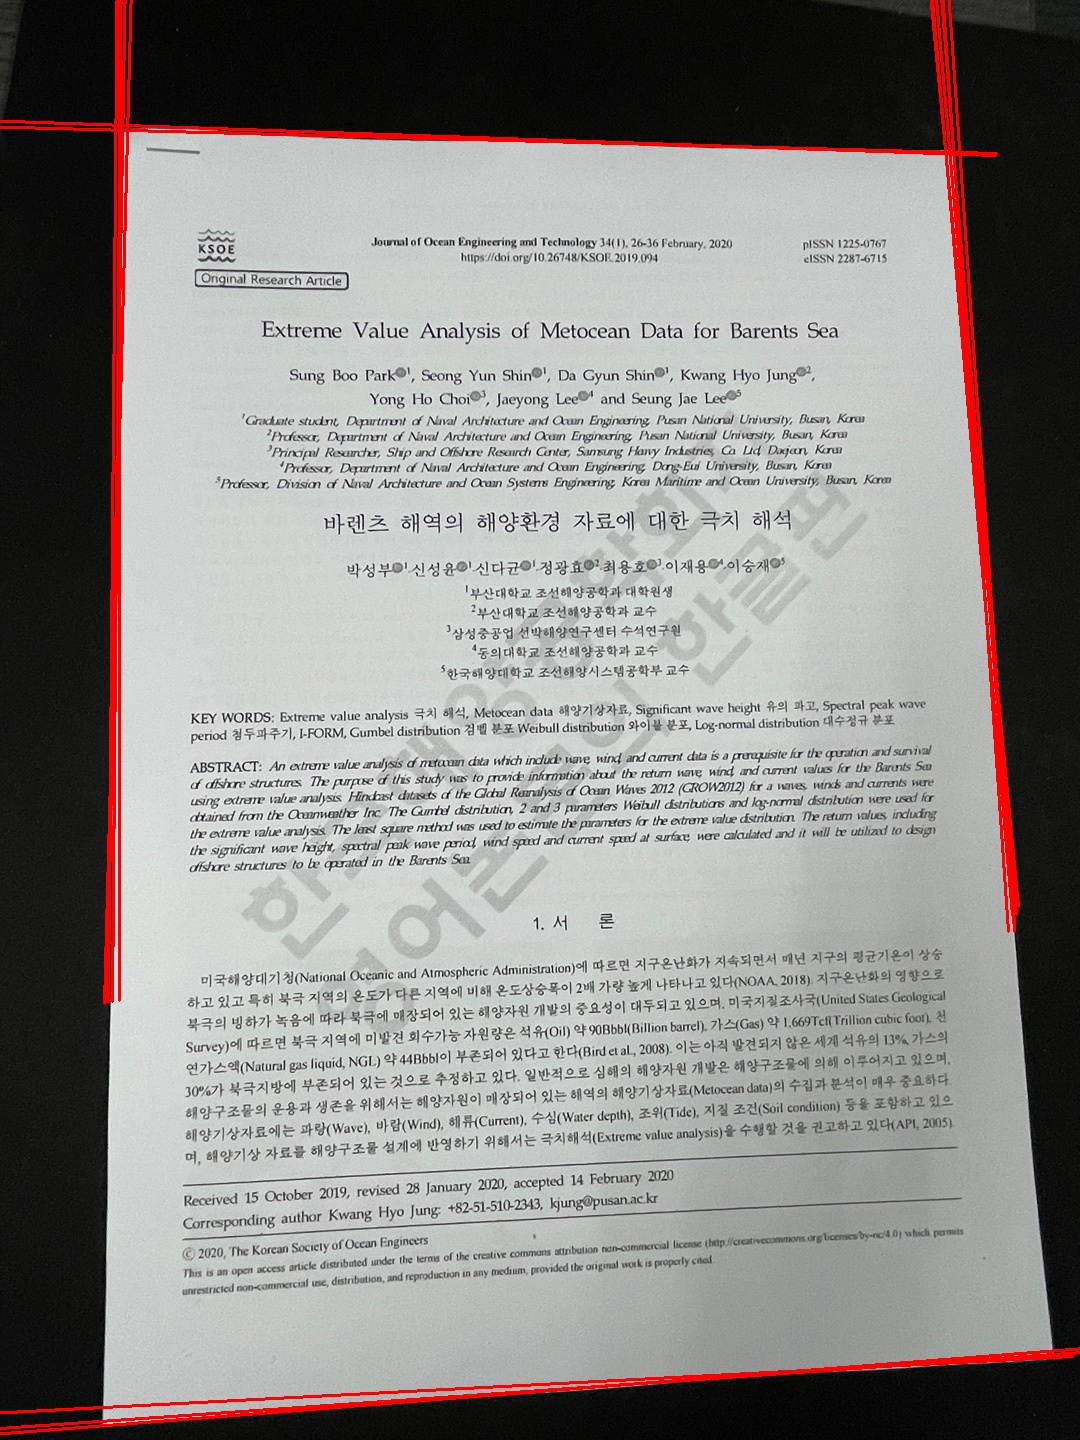 KSOE
Journal of Ocean Engineering and Technology 34(1), 26-36 February, 2020
https://doi.org/10.26748/KSOE.2019.094
pISSN 1225-0767
eISSN 2287-6715
Original Research Article
Extreme Value Analysis of Metocean Data for Barents Sea
Sung Boo Park 1, Seong Yun Shin 1, Da Gyun Shin 1, Kwang Hyo Jung 2,
Yong Ho Choi 3, Jaeyong Lee 4 and Seung Jae Lee 5
1Graduate student, Department of Naval Architecture and Ocean Engineering, Pusan National University, Busan, Korea
2Professor, Department of Naval Architecture and Ocean Engineering, Pusan National University, Busan, Korea
3Principal Researcher, Ship and Offshore Research Center, Samsung Heavy Industries, Co. Ltd, Daejeon, Korea
4Professor, Department of Naval Architecture and Ocean Engineering, Dong-Eui University, Busan, Korea
5Professor, Division of Naval Architecture and Ocean Systems Engineering, Korea Maritime and Ocean University, Busan, Korea
바렌츠 해역의 해양환경 자료에 대한 극치 해석
박성부 1·신성윤 1·신다균 1·정광효 2·최용호 3·이재용 4·이승재 5
1부산대학교 조선해양공학과 대학원생
2부산대학교 조선해양공학과 교수
3삼성중공업 선박해양연구센터 수석연구원
4동의대학교 조선해양공학과 교수
5한국해양대학교 조선해양시스템공학부 교수
KEY WORDS: Extreme value analysis 극치 해석, Metocean data 해양기상자료, Significant wave height 유의 파고, Spectral peak wave
period 첨두파주기, I-FORM, Gumbel distribution 검벨 분포 Weibull distribution 와이블 분포, Log-normal distribution 대수정규 분포
ABSTRACT: An extreme value analysis of metocean data which include wave, wind, and current data is a prerequisite for the operation and survival
of offshore structures. The purpose of this study was to provide information about the return wave, wind, and current values for the Barents Sea
using extreme value analysis. Hindcast datasets of the Global Reanalysis of Ocean Waves 2012 (GROW2012) for a waves, winds and currents were
obtained from the Oceanweather Inc. The Gumbel distribution, 2 and 3 parameters Weibull distributions and log-normal distribution were used for
the extreme value analysis. The least square method was used to estimate the parameters for the extreme value distribution. The return values, including
the significant wave height, spectral peak wave period, wind speed and current speed at surface, were calculated and it will be utilized to design
offshore structures to be operated in the Barents Sea.
1. 서 론
미국해양대기청(National Oceanic and Atmospheric Administration)에 따르면 지구온난화가 지속되면서 매년 지구의 평균기온이 상승
하고 있고 특히 북극 지역의 온도가 다른 지역에 비해 온도상승폭이 2배 가량 높게 나타나고 있다(NOAA, 2018). 지구온난화의 영향으로
북극의 빙하가 녹음에 따라 북극에 매장되어 있는 해양자원 개발의 중요성이 대두되고 있으며, 미국지질조사국(United States Geological
Survey)에 따르면 북극 지역에 미발견 회수가능 자원량은 석유(Oil) 약 90Bbbl(Billion barrel), 가스(Gas) 약 1,669Tcf(Trillion cubic foot), 천
연가스액(Natural gas liquid, NGL) 약 44Bbbl이 부존되어 있다고 한다(Bird et al., 2008). 이는 아직 발견되지 않은 세계 석유의 13%, 가스의
30%가 북극지방에 부존되어 있는 것으로 추정하고 있다. 일반적으로 심해의 해양자원 개발은 해양구조물에 의해 이루어지고 있으며,
해양구조물의 운용과 생존을 위해서는 해양자원이 매장되어 있는 해역의 해양기상자료(Metocean data)의 수집과 분석이 매우 중요하다.
해양기상자료에는 파랑(Wave), 바람(Wind), 해류(Current), 수심(Water depth), 조위(Tide), 지질 조건(Soil condition) 등을 포함하고 있으
며, 해양기상 자료를 해양구조물 설계에 반영하기 위해서는 극치해석(Extreme value analysis)을 수행할 것을 권고하고 있다(API, 2005).
Received 15 October 2019, revised 28 January 2020, accepted 14 February 2020
Corresponding author Kwang Hyo Jung: +82-51-510-2343, kjung@pusan.ac.kr
ⓒ 2020, The Korean Society of Ocean Engineers
This is an open access article distributed under the terms of the creative commons attribution non-commercial license (http://creativecommons.org/licenses/by-nc/4.0) which permits
unrestricted non-commercial use, distribution, and reproduction in any medium, provided the original work is properly cited.